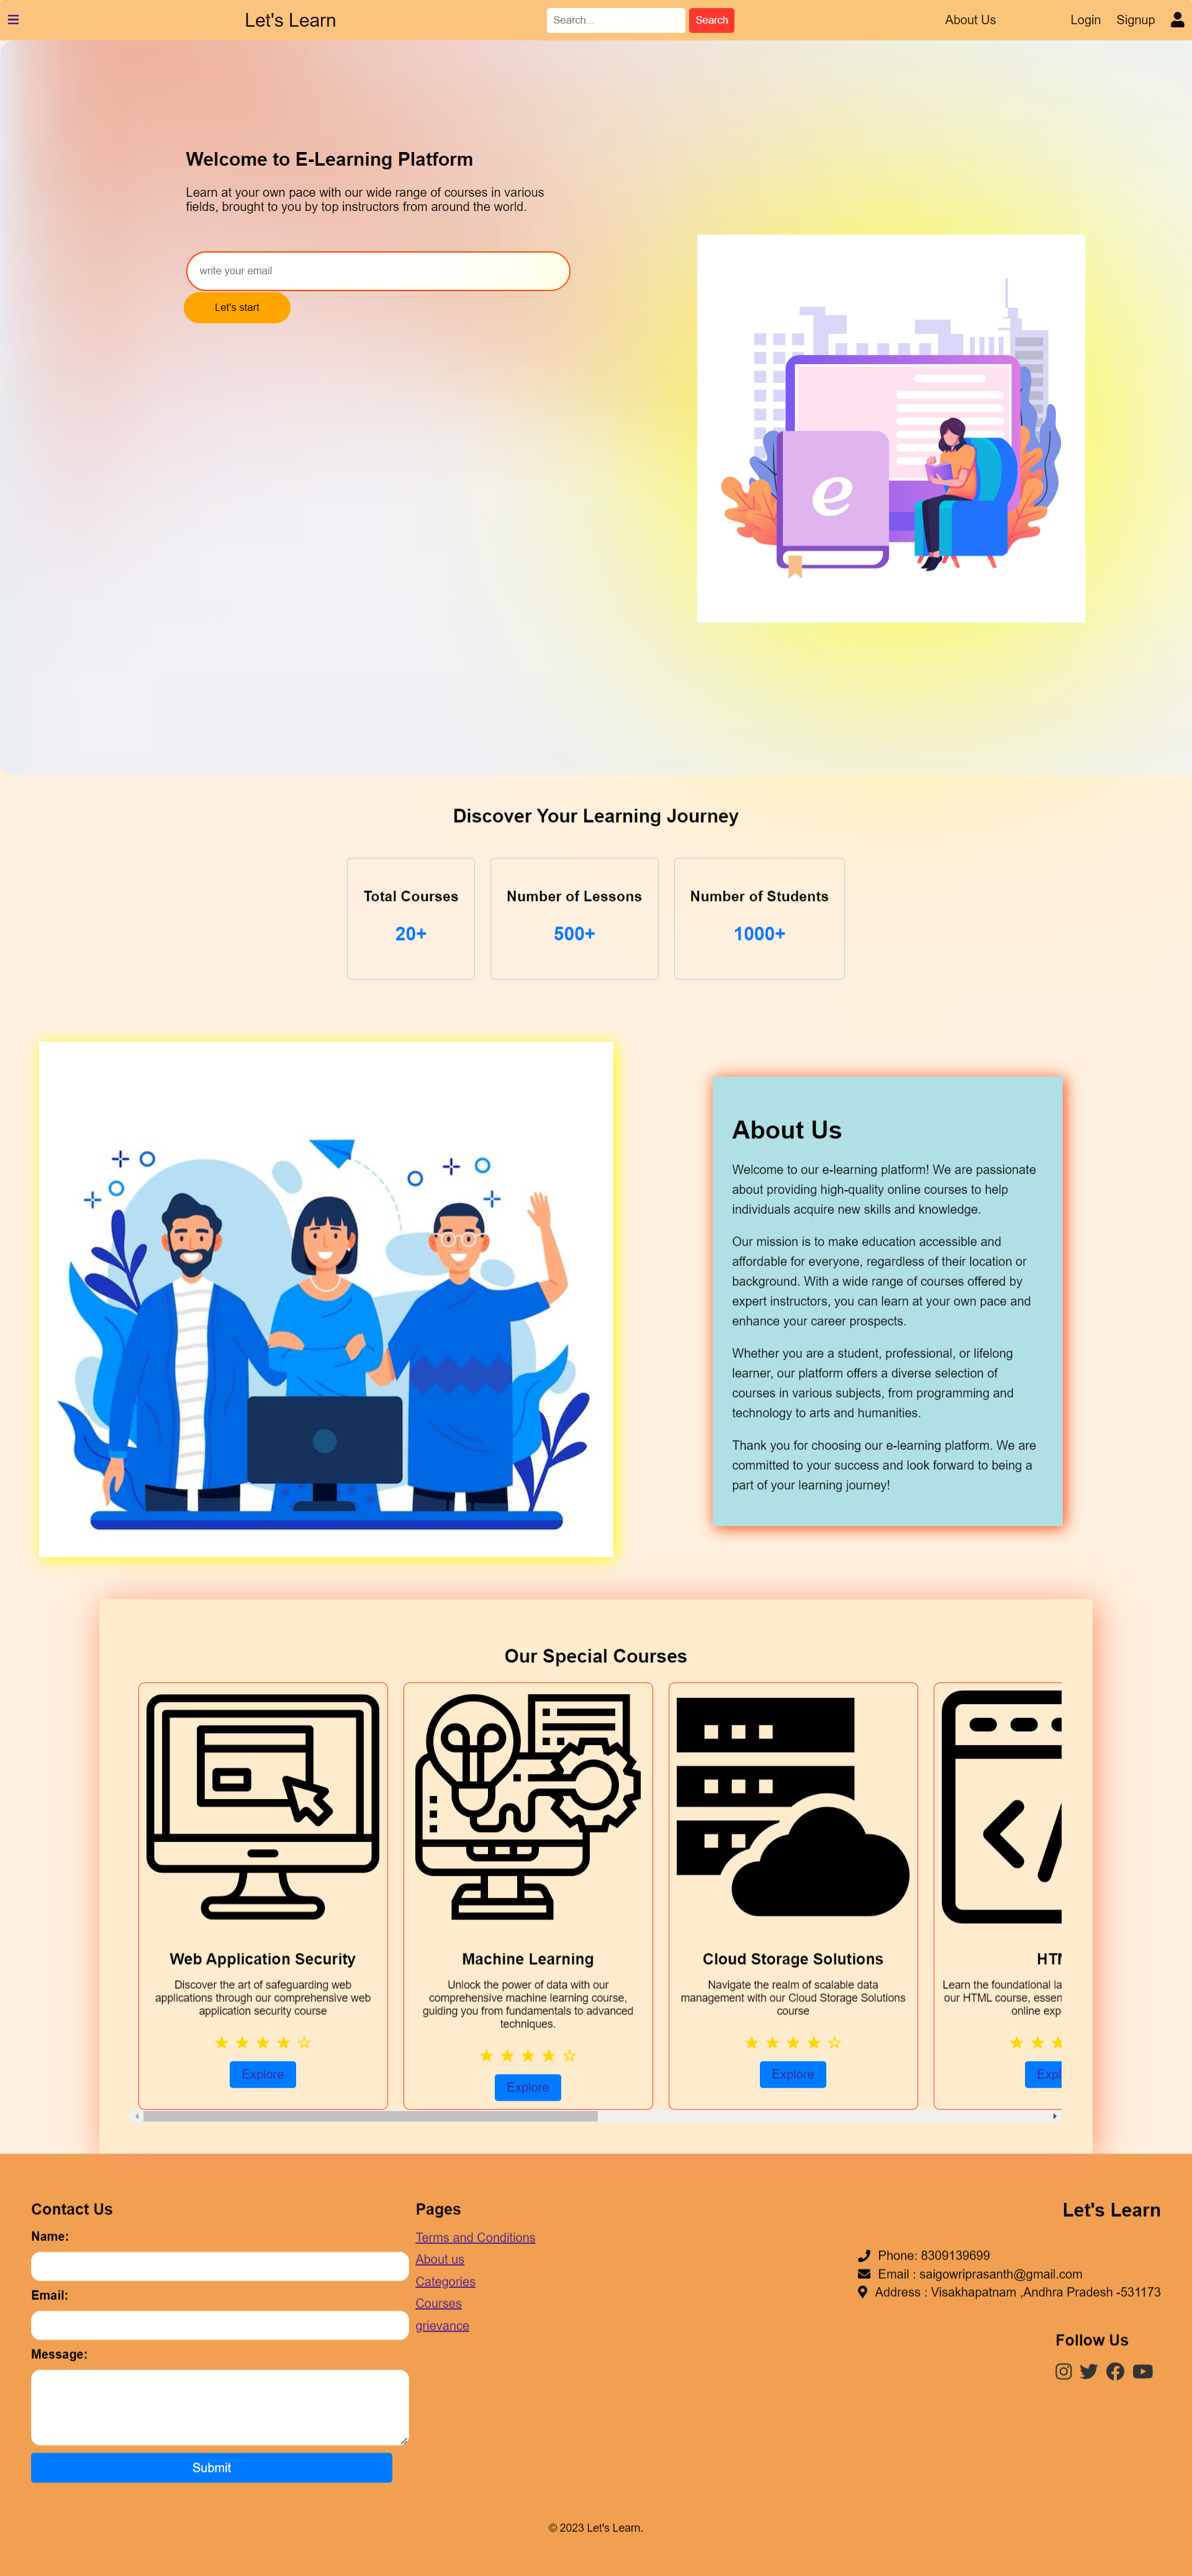 Let's Learn
Search...
Search
About Us
Login
Signup
Welcome to E-Learning Platform
Learn at your own pace with our wide range of courses in various
fields, brought to you by top instructors from around the world.
write your email
Let's start
e
Discover Your Learning Journey
Total Courses
20+
Number of Lessons
500+
Number of Students
1000+
About Us
Welcome to our e-learning platform! We are passionate
about providing high-quality online courses to help
individuals acquire new skills and knowledge.
Our mission is to make education accessible and
affordable for everyone, regardless of their location or
background. With a wide range of courses offered by
expert instructors, you can learn at your own pace and
enhance your career prospects.
Whether you are a student, professional, or lifelong
learner, our platform offers a diverse selection of
courses in various subjects, from programming and
technology to arts and humanities.
Thank you for choosing our e-learning platform. We are
committed to your success and look forward to being a
part of your learning journey!
Our Special Courses
Web Application Security
Discover the art of safeguarding web
applications through our comprehensive web
application security course
Explore
Machine Learning
Unlock the power of data with our
comprehensive machine learning course,
guiding you from fundamentals to advanced
techniques.
Explore
Cloud Storage Solutions
Navigate the realm of scalable data
management with our Cloud Storage Solutions
course
Explore
Learn the foundational
our HTML course,
online
Contact Us
Name:
Email:
Message:
Submit
Pages
Terms and Conditions
About us
Categories
Courses
grievance
Let's Learn
Phone: 8309139699
Email : saigowriprasanth@gmail.com
Address : Visakhapatnam ,Andhra Pradesh -531173
Follow Us
© 2023 Let's Learn.